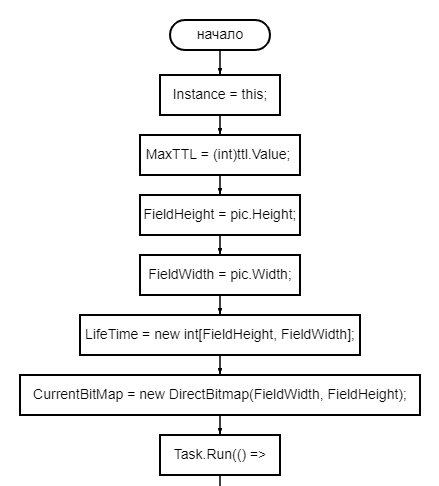 начало
Instance = this;
MaxTTL = (int)ttl.Value;
FieldHeight = pic.Height;
FieldWidth = pic.Width;
LifeTime = new int[FieldHeight, FieldWidth];
CurrentBitMap = new DirectBitmap(FieldWidth, FieldHeight);
Task.Run(() =>